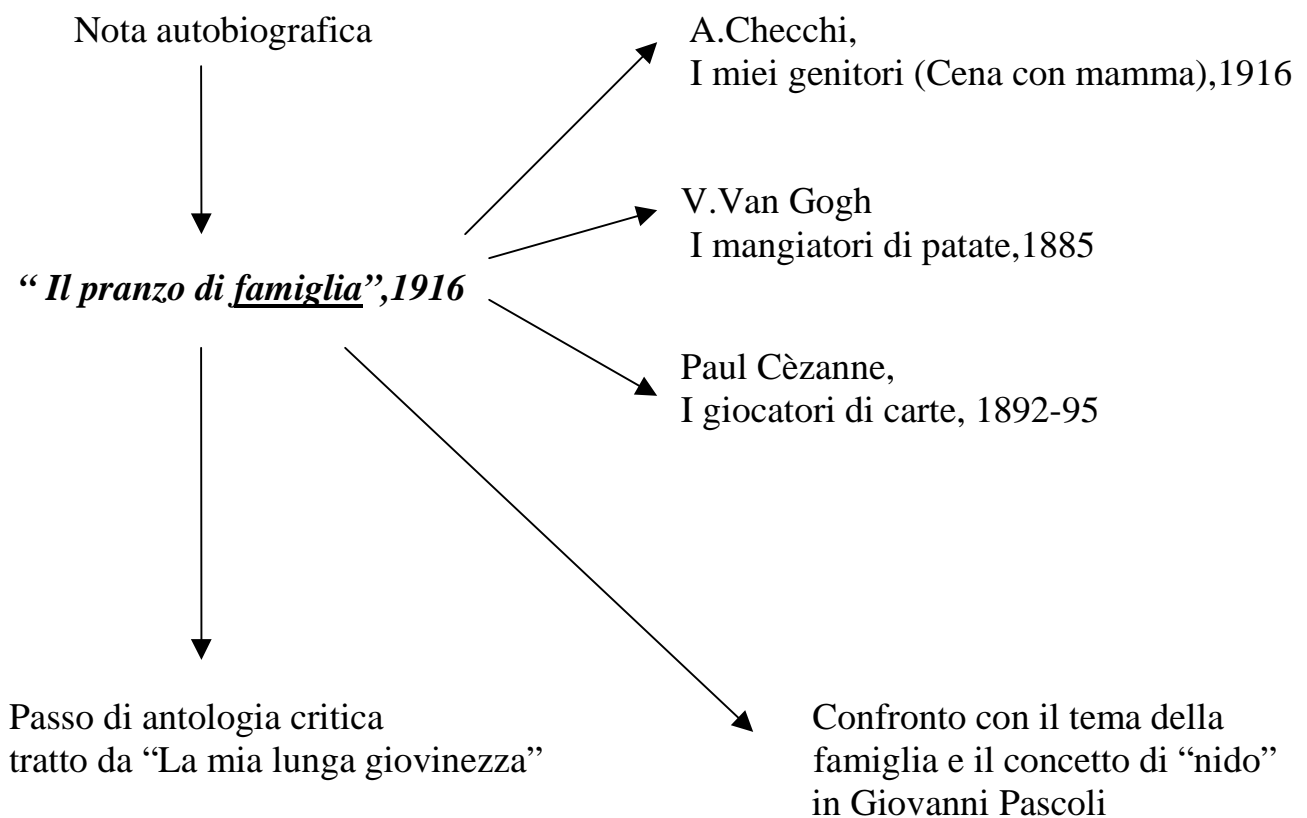 Nota autobiografica
A.Checchi,
I miei genitori (Cena con mamma),1916
V.Van Gogh
I mangiatori di patate,1885
“ Il pranzo di famiglia”,1916
Paul Cèzanne,
I giocatori di carte, 1892-95
Passo di antologia critica
tratto da “La mia lunga giovinezza”
Confronto con il tema della
famiglia e il concetto di “nido”
in Giovanni Pascoli